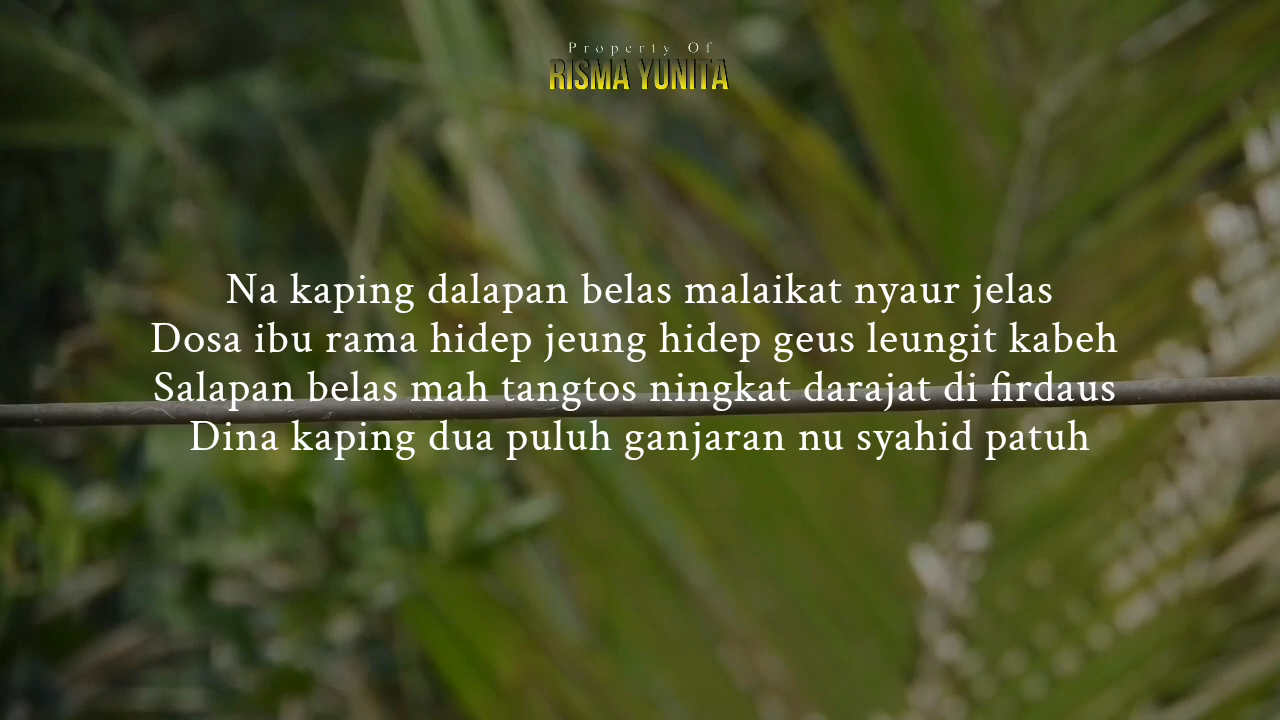 Property Of
RISMA YUNITA
Na kaping dalapan belas malaikat nyaur jelas
Dosa ibu rama hidep jeung hidep geus leungit kabeh
Salapan belas mah tangtos ningkat darajat di firdaus
Dina kaping dua puluh ganjaran nu syahid patuh